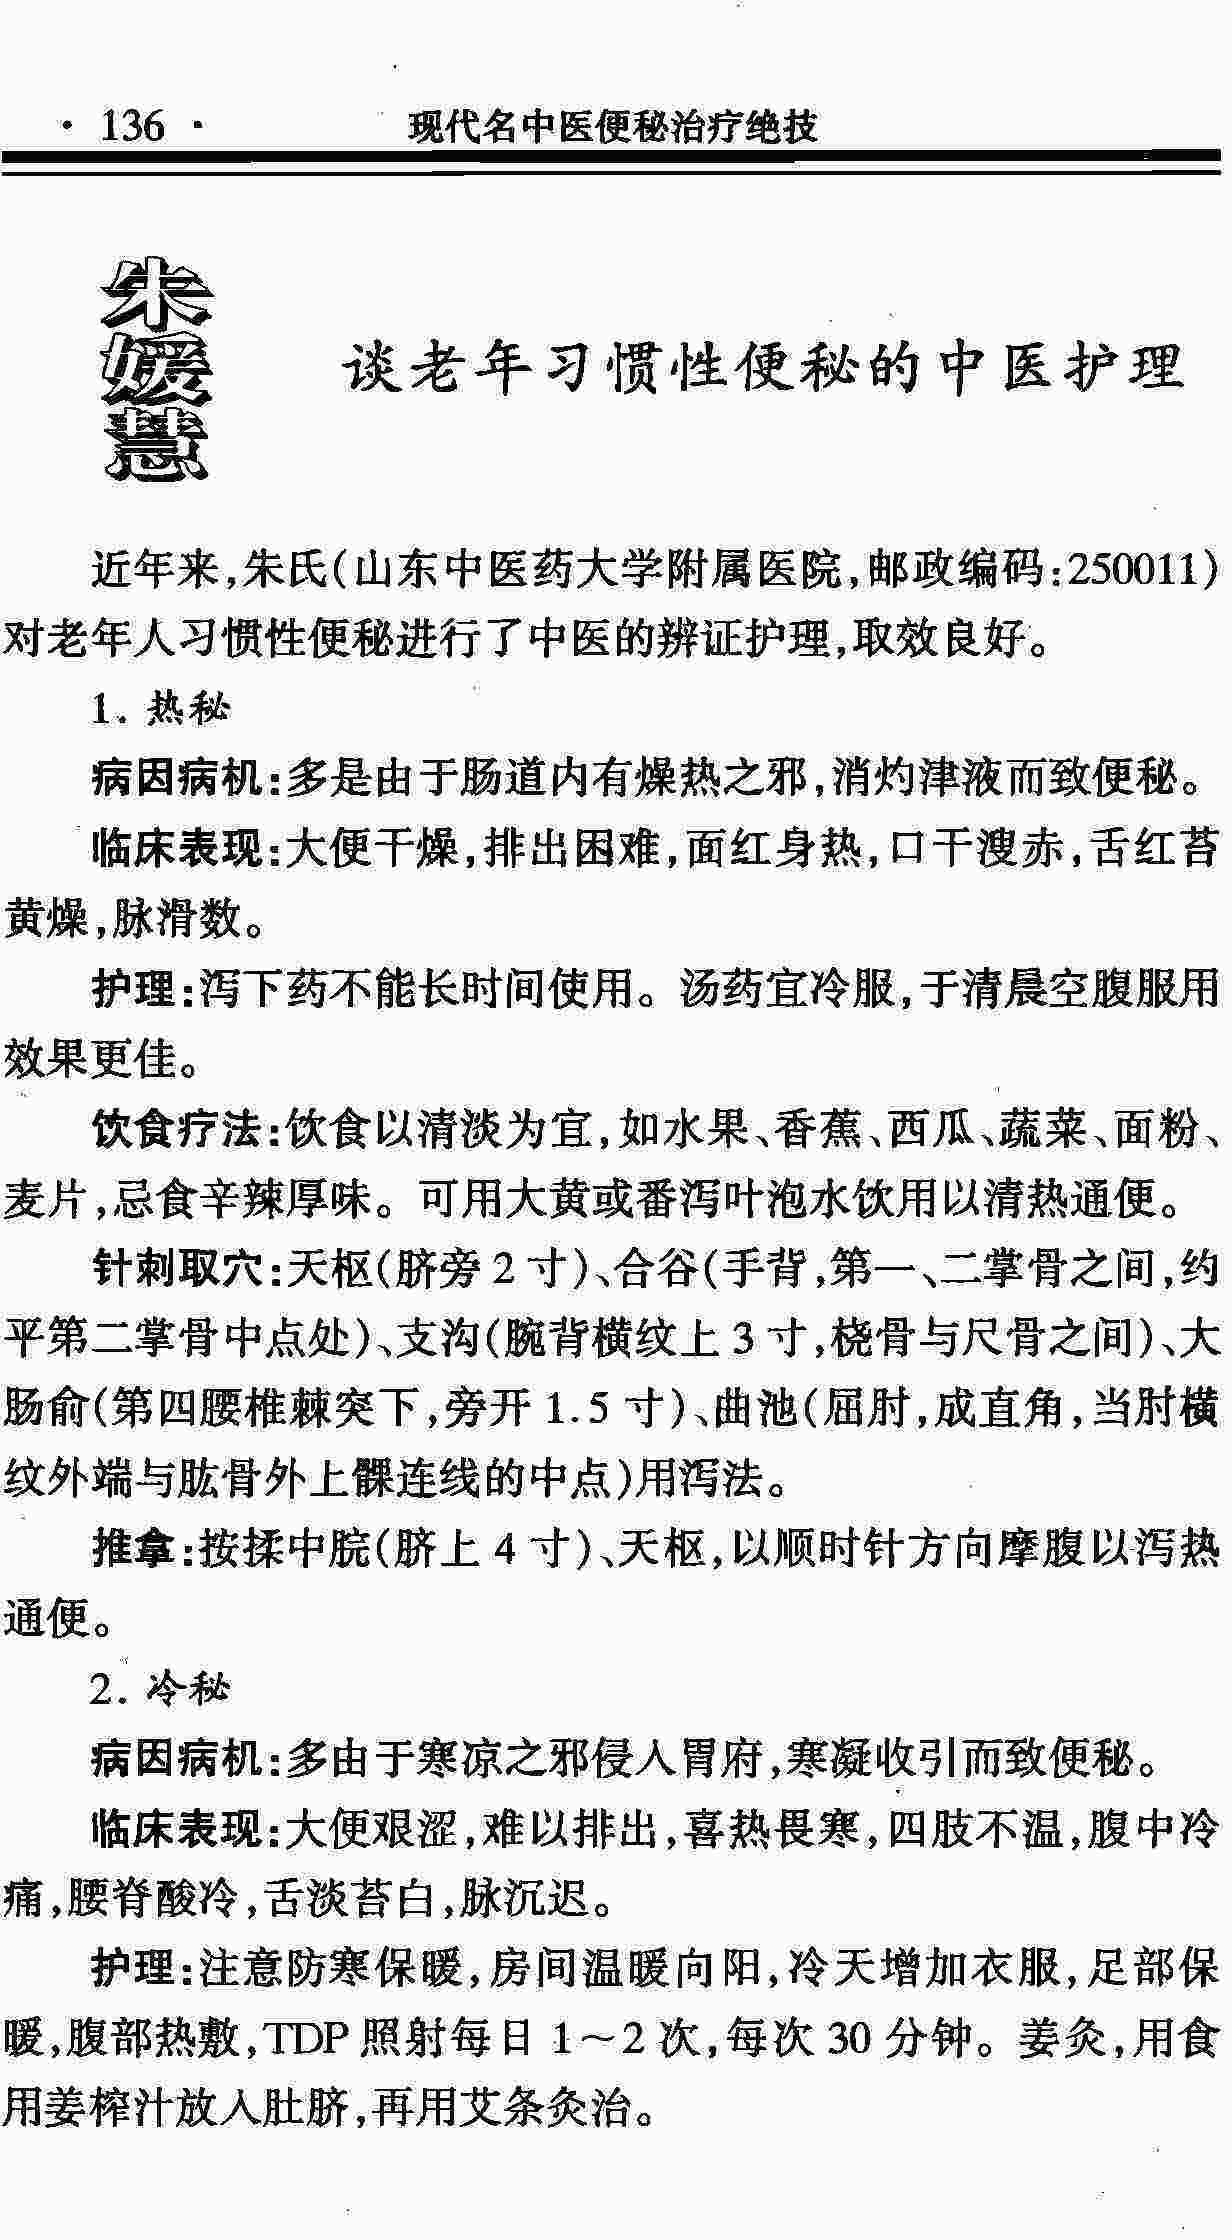 · 136 ·
现代名中医便秘治疗绝技
朱
媛
慧
谈老年习惯性便秘的中医护理
近年来,朱氏(山东中医药大学附属医院,邮政编码:250011)
对老年人习惯性便秘进行了中医的辨证护理,取效良好。
1. 热秘
病因病机:多是由于肠道内有燥热之邪,消灼津液而致便秘。
临床表现:大便干燥,排出困难,面红身热,口干溲赤,舌红苔
黄燥,脉滑数。
护理:泻下药不能长时间使用。汤药宜冷服,于清晨空腹服用
效果更佳。
饮食疗法:饮食以清淡为宜,如水果、香蕉、西瓜、蔬菜、面粉、
麦片,忌食辛辣厚味。可用大黄或番泻叶泡水饮用以清热通便。
针刺取穴:天枢(脐旁 2 寸)、合谷(手背,第一、二掌骨之间,约
平第二掌骨中点处)、支沟(腕背横纹上 3 寸,桡骨与尺骨之间)、大
肠俞(第四腰椎棘突下,旁开 1.5 寸)、曲池(屈肘,成直角,当肘横
纹外端与肱骨外上髁连线的中点)用泻法。
推拿:按揉中脘(脐上 4 寸)、天枢,以顺时针方向摩腹以泻热
通便。
2. 冷秘
病因病机:多由于寒凉之邪侵入胃府,寒凝收引而致便秘。
临床表现:大便艰涩,难以排出,喜热畏寒,四肢不温,腹中冷
痛,腰脊酸冷,舌淡苔白,脉沉迟。
护理:注意防寒保暖,房间温暖向阳,冷天增加衣服,足部保
暖,腹部热敷,TDP 照射每日 1～2 次,每次 30 分钟。姜灸,用食
用姜榨汁放入肚脐,再用艾条灸治。